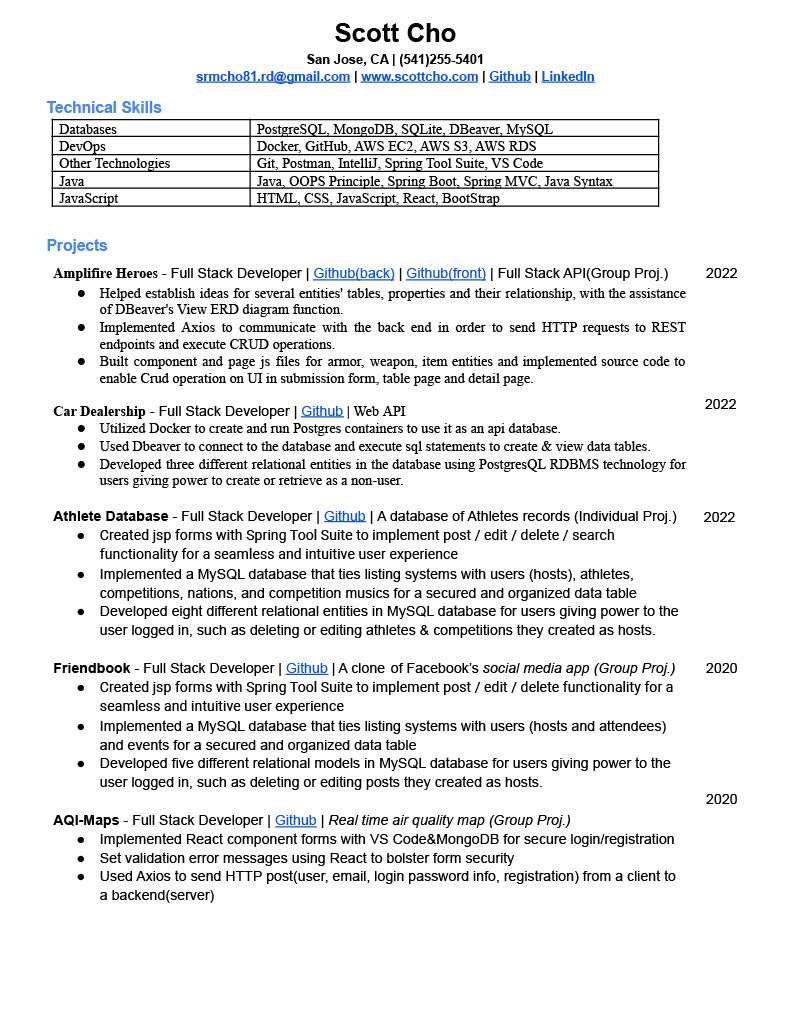 Scott Cho
San Jose, CA | (541)255-5401
srmcho81.rd@gmail.com | www.scottcho.com | Github | LinkedIn
Technical Skills
Databases PostgreSQL, MongoDB, SQLite, DBeaver, MySQL
DevOps Docker, GitHub, AWS EC2, AWS S3, AWS RDS
Other Technologies Git, Postman, IntelliJ, Spring Tool Suite, VS Code
Java Java, OOPS Principle, Spring Boot, Spring MVC, Java Syntax
JavaScript HTML, CSS, JavaScript, React, BootStrap
Projects
Amplifire Heroes - Full Stack Developer | Github(back) | Github(front) | Full Stack API(Group Proj.) 2022
● Helped establish ideas for several entities' tables, properties and their relationship, with the assistance
of DBeaver's View ERD diagram function.
● Implemented Axios to communicate with the back end in order to send HTTP requests to REST
endpoints and execute CRUD operations.
● Built component and page js files for armor, weapon, item entities and implemented source code to
enable Crud operation on UI in submission form, table page and detail page.
2022
Car Dealership - Full Stack Developer | Github | Web API
● Utilized Docker to create and run Postgres containers to use it as an api database.
● Used Dbeaver to connect to the database and execute sql statements to create & view data tables.
● Developed three different relational entities in the database using PostgresQL RDBMS technology for
users giving power to create or retrieve as a non-user.
Athlete Database - Full Stack Developer | Github | A database of Athletes records (Individual Proj.) 2022
● Created jsp forms with Spring Tool Suite to implement post / edit / delete / search
functionality for a seamless and intuitive user experience
● Implemented a MySQL database that ties listing systems with users (hosts), athletes,
competitions, nations, and competition musics for a secured and organized data table
● Developed eight different relational entities in MySQL database for users giving power to the
user logged in, such as deleting or editing athletes & competitions they created as hosts.
Friendbook - Full Stack Developer | Github | A clone of Facebook's social media app (Group Proj.) 2020
● Created jsp forms with Spring Tool Suite to implement post / edit / delete functionality for a
seamless and intuitive user experience
● Implemented a MySQL database that ties listing systems with users (hosts and attendees)
and events for a secured and organized data table
● Developed five different relational models in MySQL database for users giving power to the
user logged in, such as deleting or editing posts they created as hosts.
2020
AQI-Maps - Full Stack Developer | Github | Real time air quality map (Group Proj.)
● Implemented React component forms with VS Code&MongoDB for secure login/registration
● Set validation error messages using React to bolster form security
● Used Axios to send HTTP post(user, email, login password info, registration) from a client to
a backend(server)